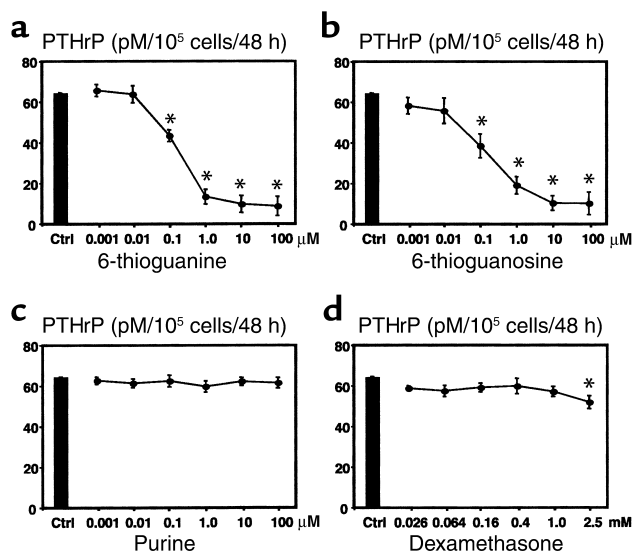 a
PTHrP (pM/10⁵ cells/48 h)
80
60
40
20
0
*
*
*
*
Ctrl 0.001 0.01 0.1 1.0 10 100 μM
6-thioguanine
b
PTHrP (pM/10⁵ cells/48 h)
80
60
40
20
0
*
*
*
*
Ctrl 0.001 0.01 0.1 1.0 10 100 μM
6-thioguanosine
c
PTHrP (pM/10⁵ cells/48 h)
80
60
40
20
0
Ctrl 0.001 0.01 0.1 1.0 10 100 μM
Purine
d
PTHrP (pM/10⁵ cells/48 h)
80
60
40
20
0
*
Ctrl 0.026 0.064 0.16 0.4 1.0 2.5 mM
Dexamethasone